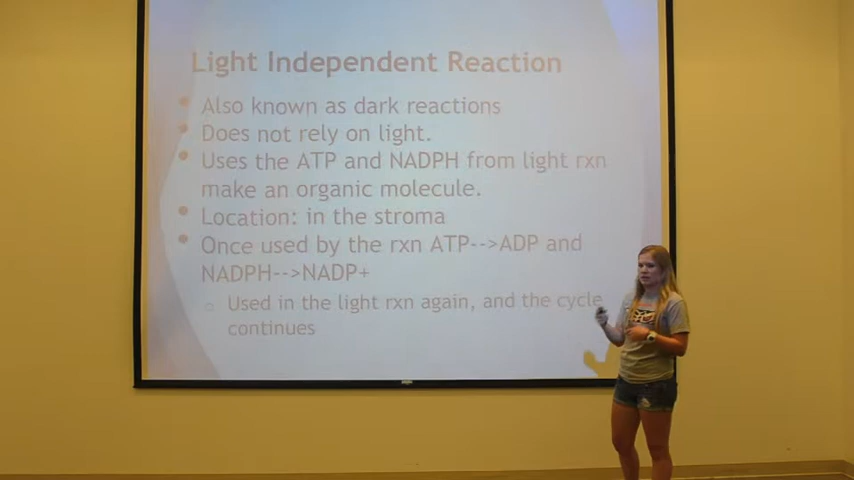 Light Independent Reaction
Also known as dark reactions
Does not rely on light.
Uses the ATP and NADPH from light rxn
make an organic molecule.
Location: in the stroma
Once used by the rxn ATP-->ADP and
NADPH-->NADP+
Used in the light rxn again, and the cycle
continues